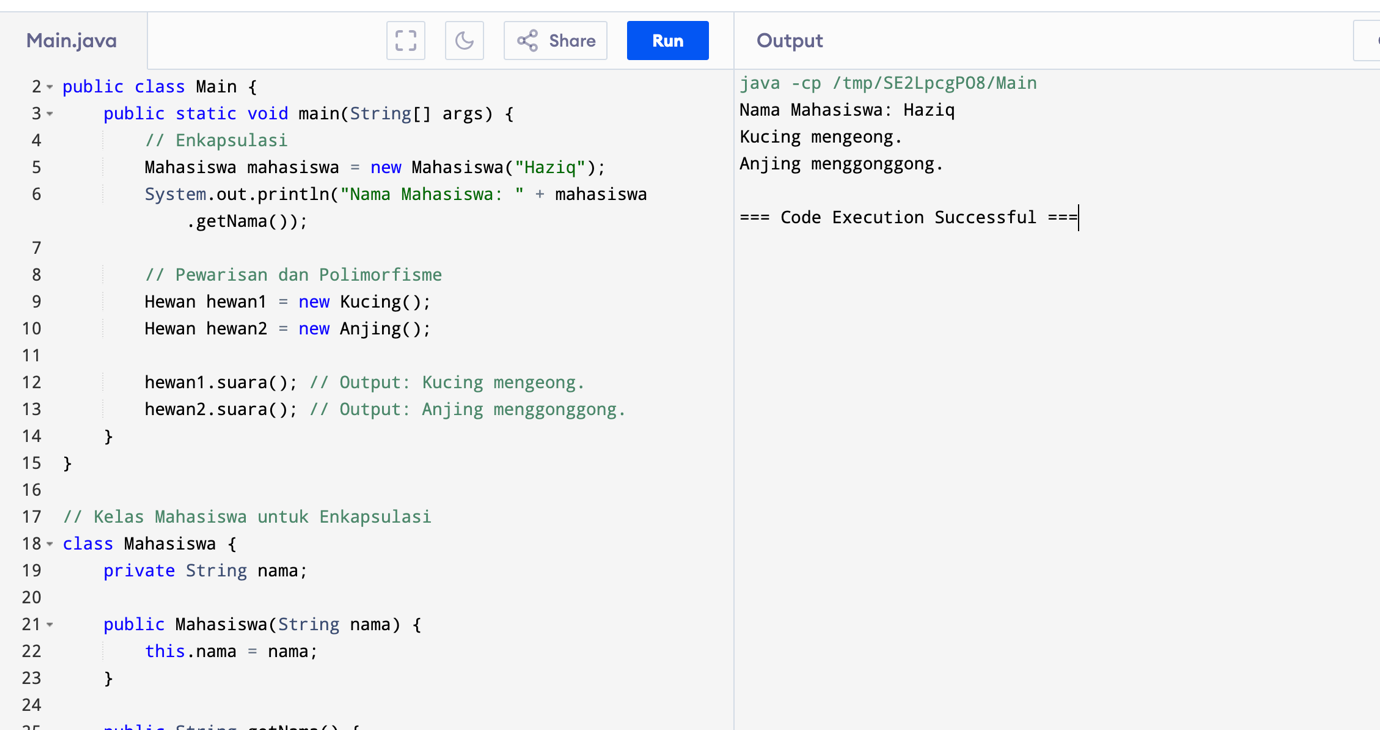 Main.java
Share
Run
Output
2 public class Main {
3 public static void main(String[] args) {
4 // Enkapsulasi
5 Mahasiswa mahasiswa = new Mahasiswa("Haziq");
6 System.out.println("Nama Mahasiswa: " + mahasiswa
.getNama());
7
8 // Pewarisan dan Polimorfisme
9 Hewan hewan1 = new Kucing();
10 Hewan hewan2 = new Anjing();
11
12 hewan1.suara(); // Output: Kucing mengeong.
13 hewan2.suara(); // Output: Anjing menggonggong.
14 }
15 }
16
17 // Kelas Mahasiswa untuk Enkapsulasi
18 class Mahasiswa {
19 private String nama;
20
21 public Mahasiswa(String nama) {
22 this.nama = nama;
23 }
24
25 public String getNama() {
java -cp /tmp/SE2LpcgPO8/Main
Nama Mahasiswa: Haziq
Kucing mengeong.
Anjing menggonggong.
=== Code Execution Successful ===